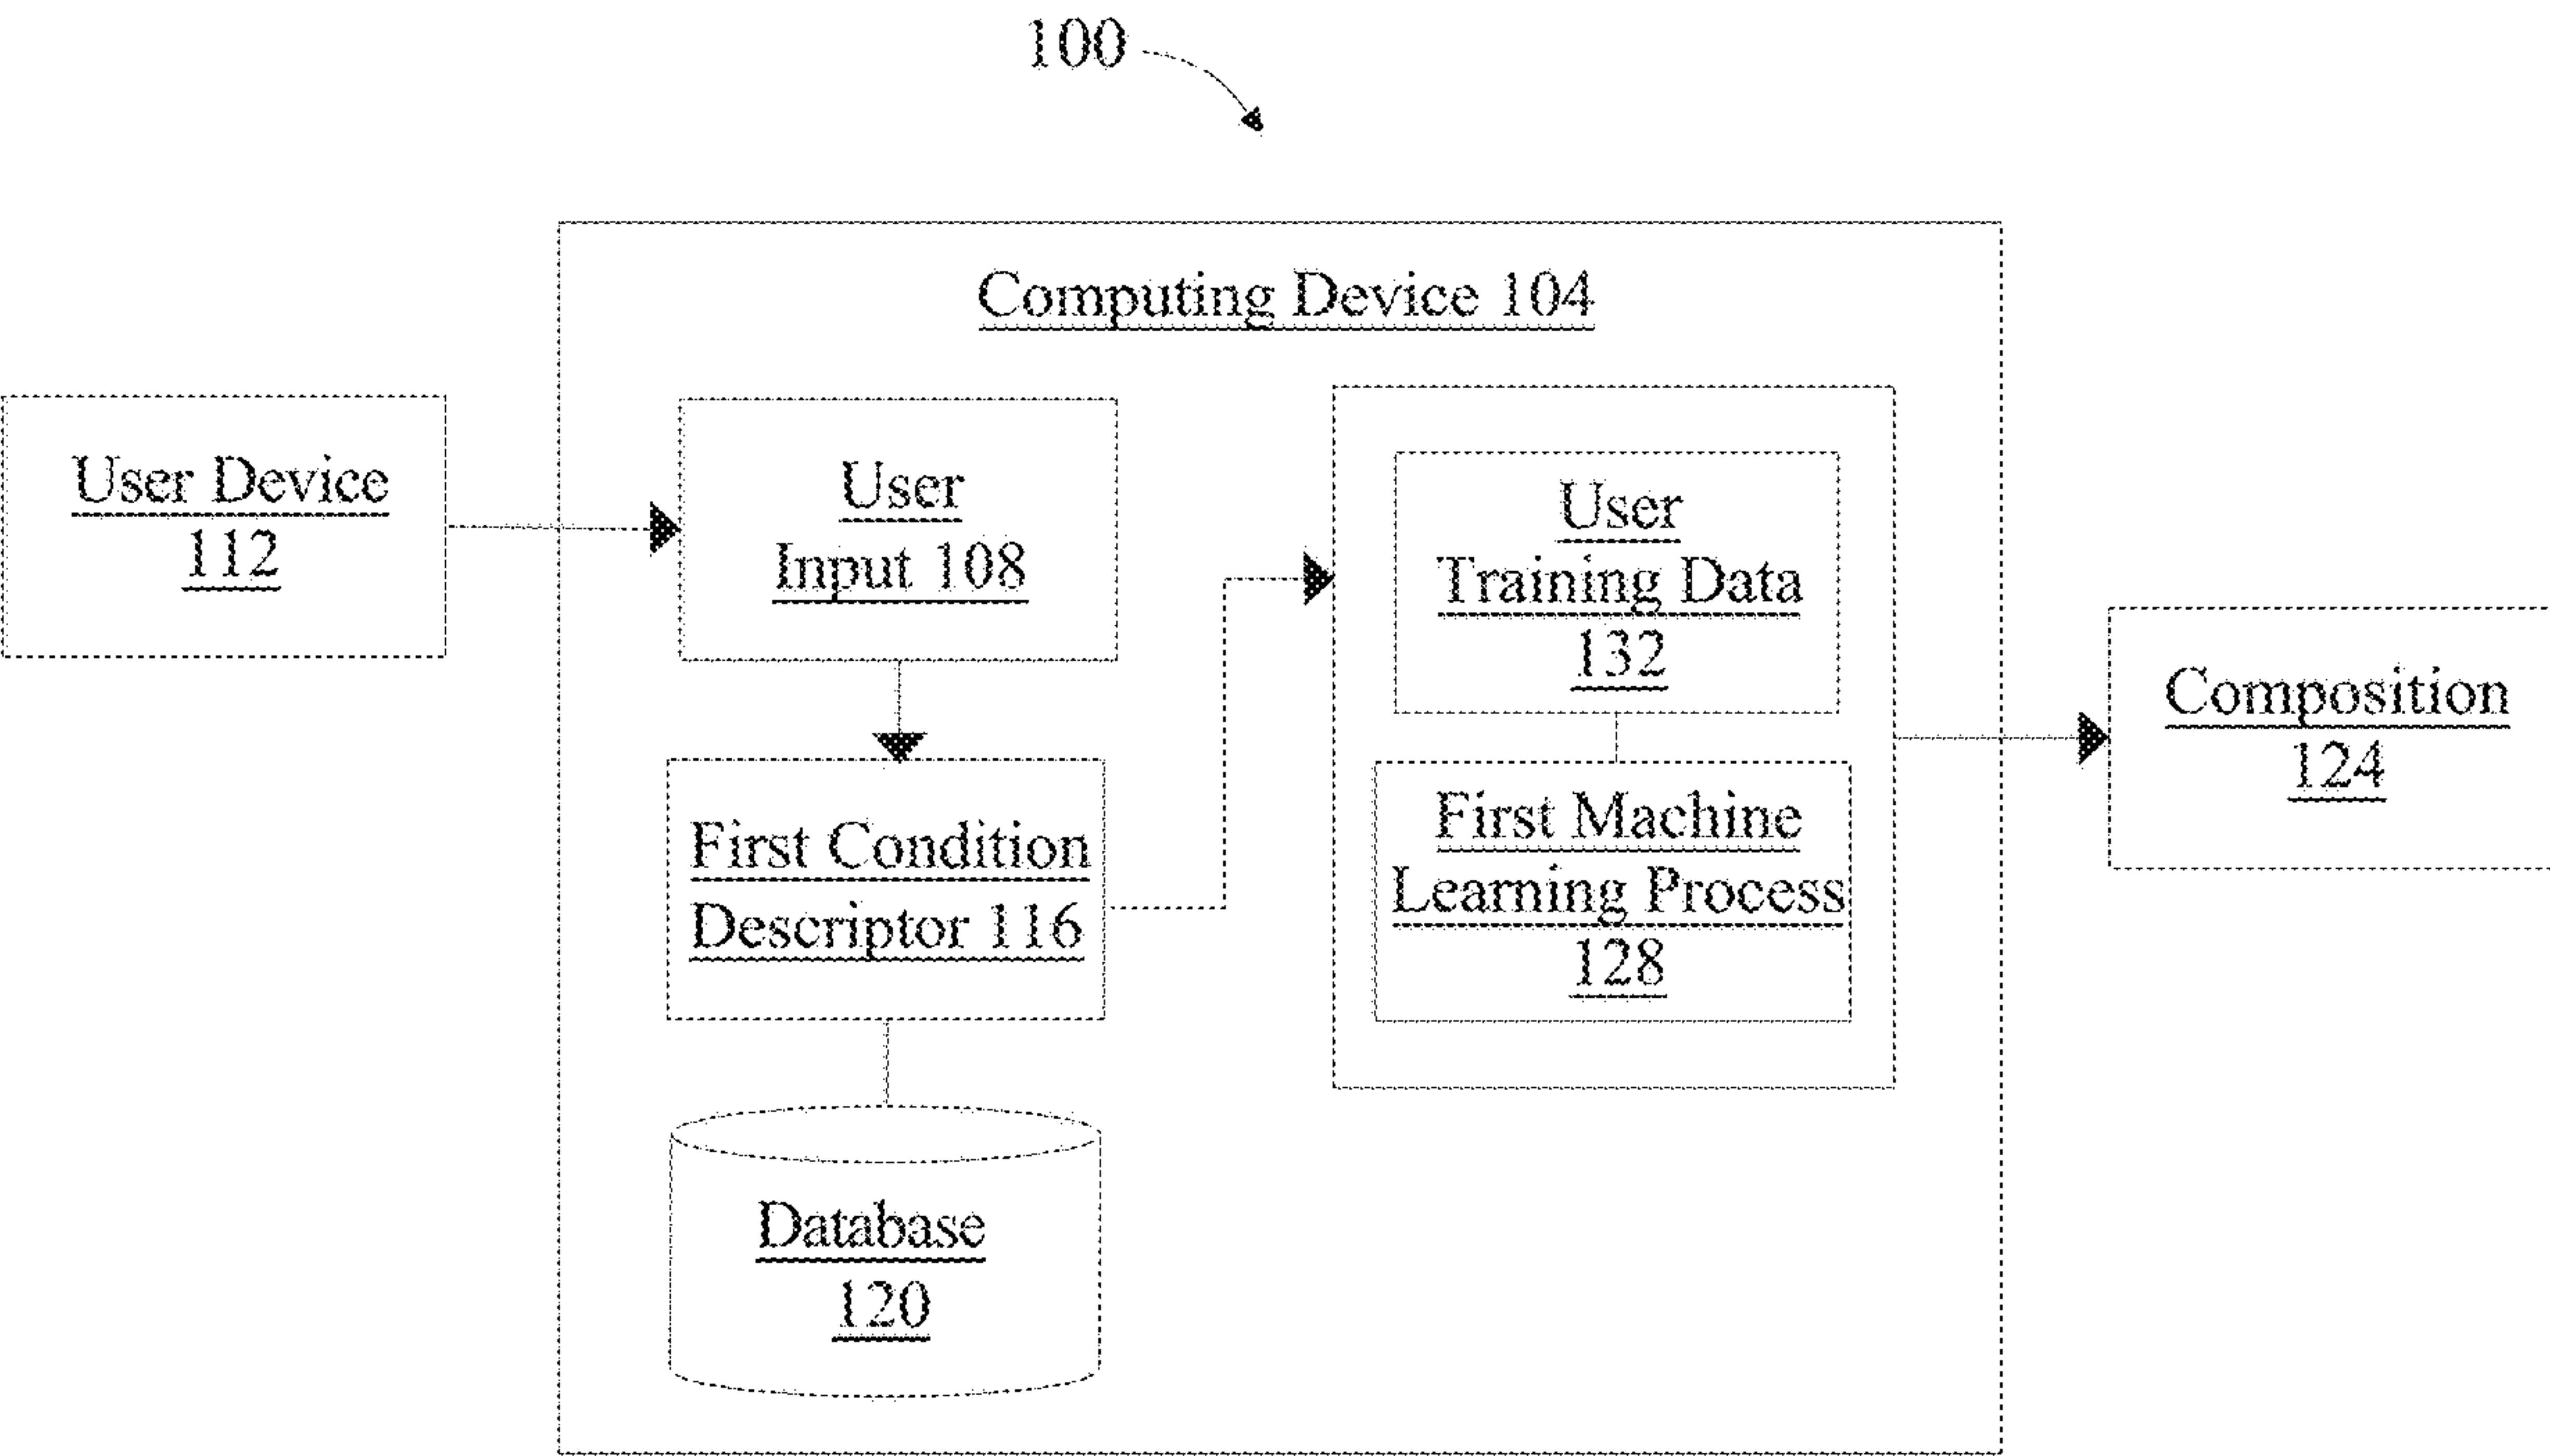 100
Computing Device 104
User Device
112
User
Input 108
First Condition
Descriptor 116
Database
120
User
Training Data
132
First Machine
Learning Process
128
Composition
124